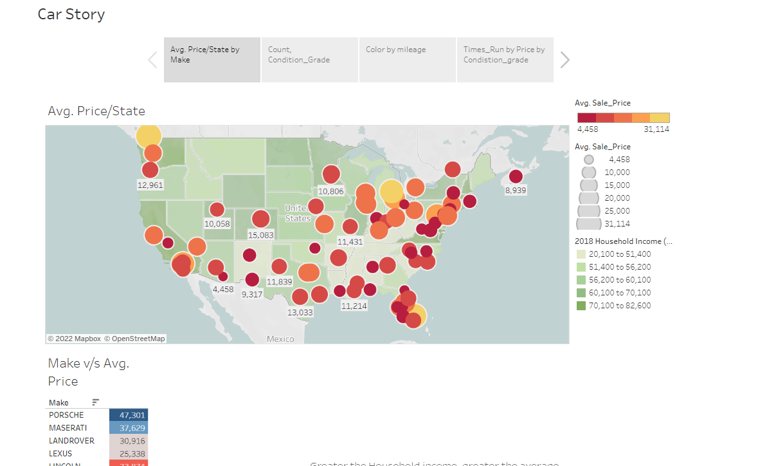 Car Story
Avg. Price/State by
Make
Count,
Condition_Grade
Color by mileage
Times_Run by Price by
Condistion_grade
Avg. Price/State
Avg. Sale_Price
4,458 31,114
Avg. Sale_Price
4,458
10,000
15,000
20,000
25,000
31,114
2018 Household Income (...
20,100 to 51,400
51,400 to 56,200
56,200 to 60,100
60,100 to 70,100
70,100 to 82,600
12,961
10,806
8,939
United
States
10,058
15,083
11,431
4,458
9,317
11,839
13,033
11,214
Mexico
© 2022 Mapbox © OpenStreetMap
Make v/s Avg.
Price
Make
PORSCHE 47,301
MASERATI 37,629
LANDROVER 30,916
LEXUS 25,338
LINCOLN
Greater the Household income, greater the average